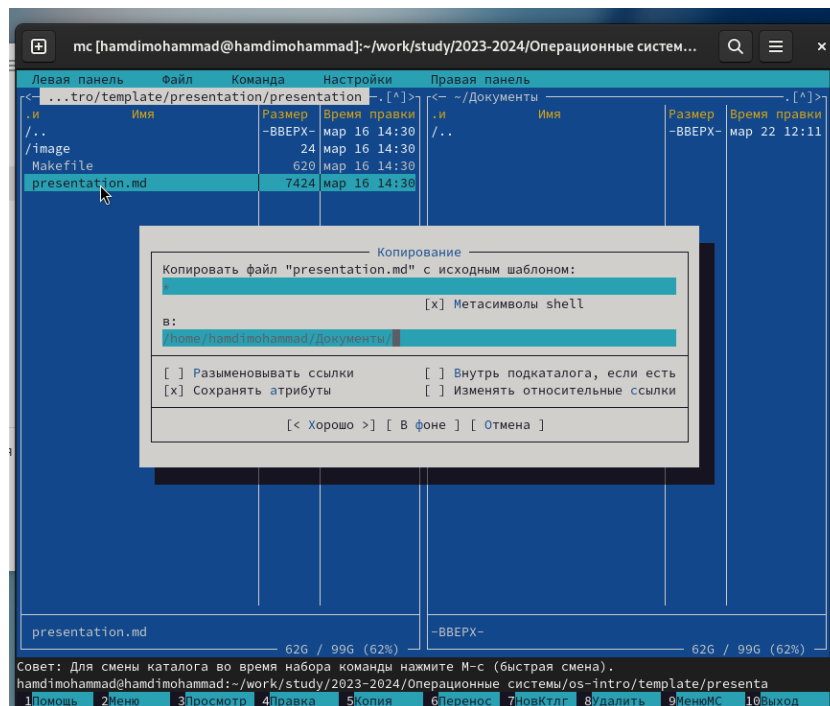 mc [hamdimohammad@hamdimohammad]:~/work/study/2023-2024/Операционные систем...
Левая панель Файл Команда Настройки Правая панель
<— ...tro/template/presentation/presentation —.[^]>
.и Имя Размер Время правки
/.. -ВВЕРХ- мар 16 14:30
/image 24 мар 16 14:30
Makefile 620 мар 16 14:30
presentation.md 7424 мар 16 14:30
<— ~/Документы —.[^]>
.и Имя Размер Время правки
/.. -ВВЕРХ- мар 22 12:11
Копирование
Копировать файл "presentation.md" с исходным шаблоном:
*
[x] Метасимволы shell
в:
/home/hamdimohammad/Документы/
[ ] Разыменовывать ссылки [ ] Внутрь подкаталога, если есть
[x] Сохранять атрибуты [ ] Изменять относительные ссылки
[< Хорошо >] [ В фоне ] [ Отмена ]
presentation.md -ВВЕРХ-
62G / 99G (62%) 62G / 99G (62%)
Совет: Для смены каталога во время набора команды нажмите M-c (быстрая смена).
hamdimohammad@hamdimohammad:~/work/study/2023-2024/Операционные системы/os-intro/template/presenta
1Помощь 2Меню 3Просмотр 4Правка 5Копия 6Перенос 7НовКтлг 8Удалить 9МенюMC 10Выход